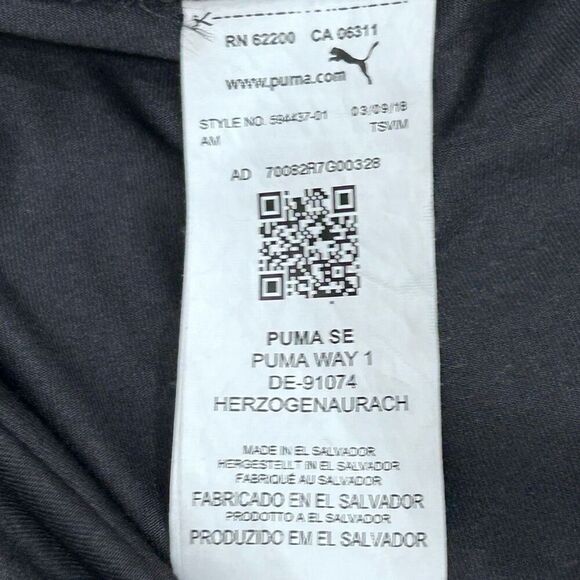 RN 62200 CA 06311
www.puma.com
STYLE NO. 594437-01 03/09/18
AM TSVM
AD 70082R7G00328
PUMA SE
PUMA WAY 1
DE-91074
HERZOGENAURACH
MADE IN EL SALVADOR
HERGESTELLT IN EL SALVADOR
FABRIQUÉ AU SALVADOR
FABRICADO EN EL SALVADOR
PRODOTTO A EL SALVADOR
PRODUZIDO EM EL SALVADOR